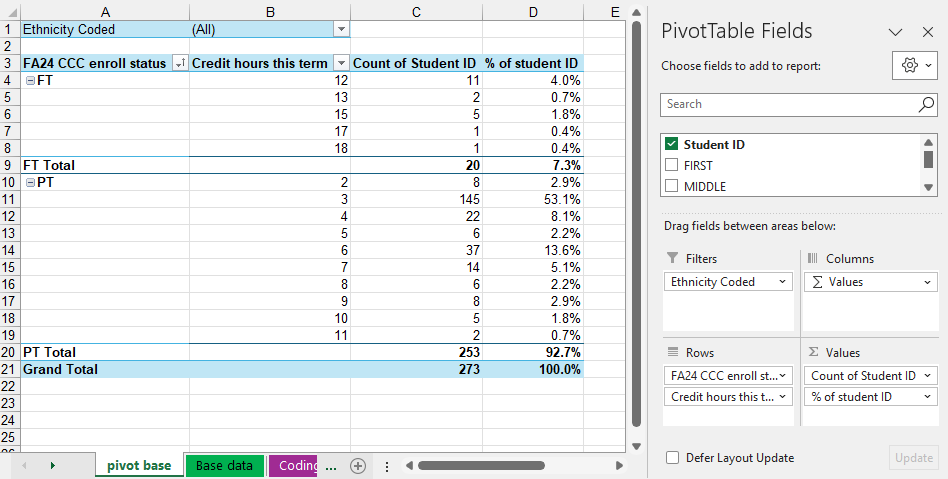 A B C D E
1 Ethnicity Coded (All)
2
3 FA24 CCC enroll status Credit hours this term Count of Student ID % of student ID
4 FT 12 11 4.0%
5 13 2 0.7%
6 15 5 1.8%
7 17 1 0.4%
8 18 1 0.4%
9 FT Total 20 7.3%
10 PT 2 8 2.9%
11 3 145 53.1%
12 4 22 8.1%
13 5 6 2.2%
14 6 37 13.6%
15 7 14 5.1%
16 8 6 2.2%
17 9 8 2.9%
18 10 5 1.8%
19 11 2 0.7%
20 PT Total 253 92.7%
21 Grand Total 273 100.0%
22
23
24
25
pivot base Base data Coding ...
PivotTable Fields
Choose fields to add to report:
Search
Student ID
FIRST
MIDDLE
Drag fields between areas below:
Filters Columns
Ethnicity Coded Σ Values
Rows Σ Values
FA24 CCC enroll st... Count of Student ID
Credit hours this t... % of student ID
Defer Layout Update Update